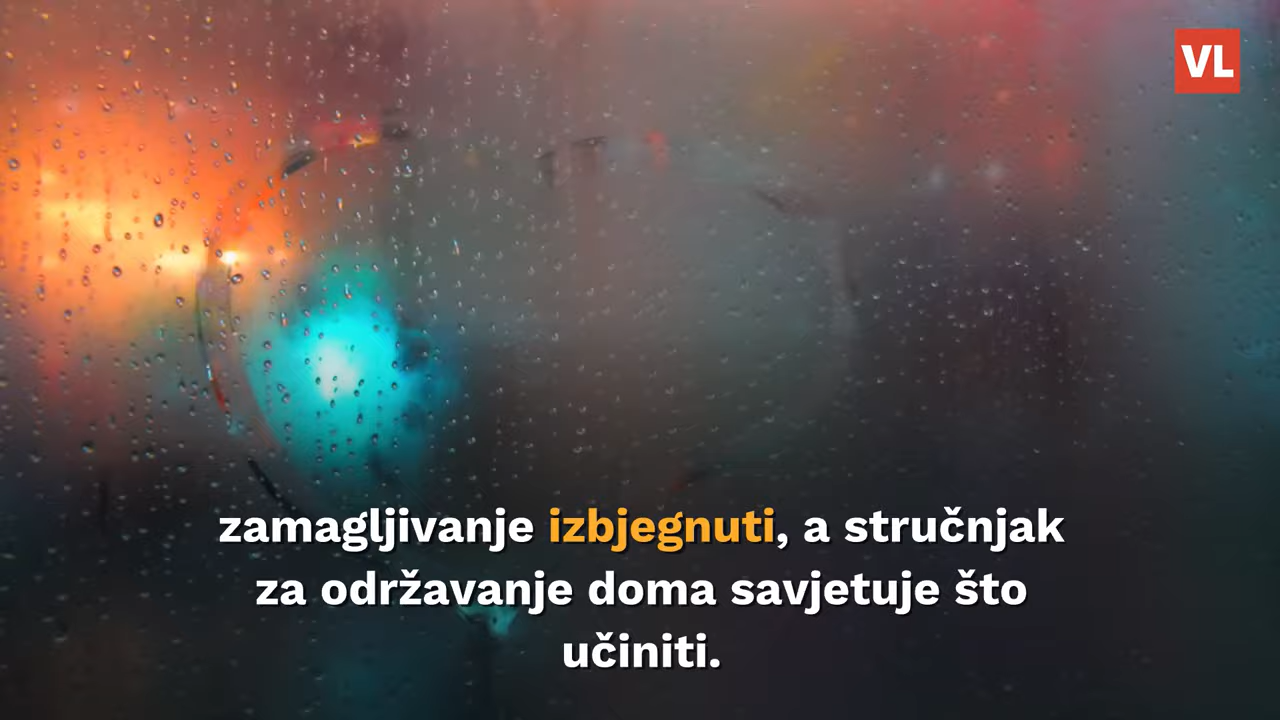 VL
zamagljivanje izbjegnuti, a stručnjak
za održavanje doma savjetuje što
učiniti.